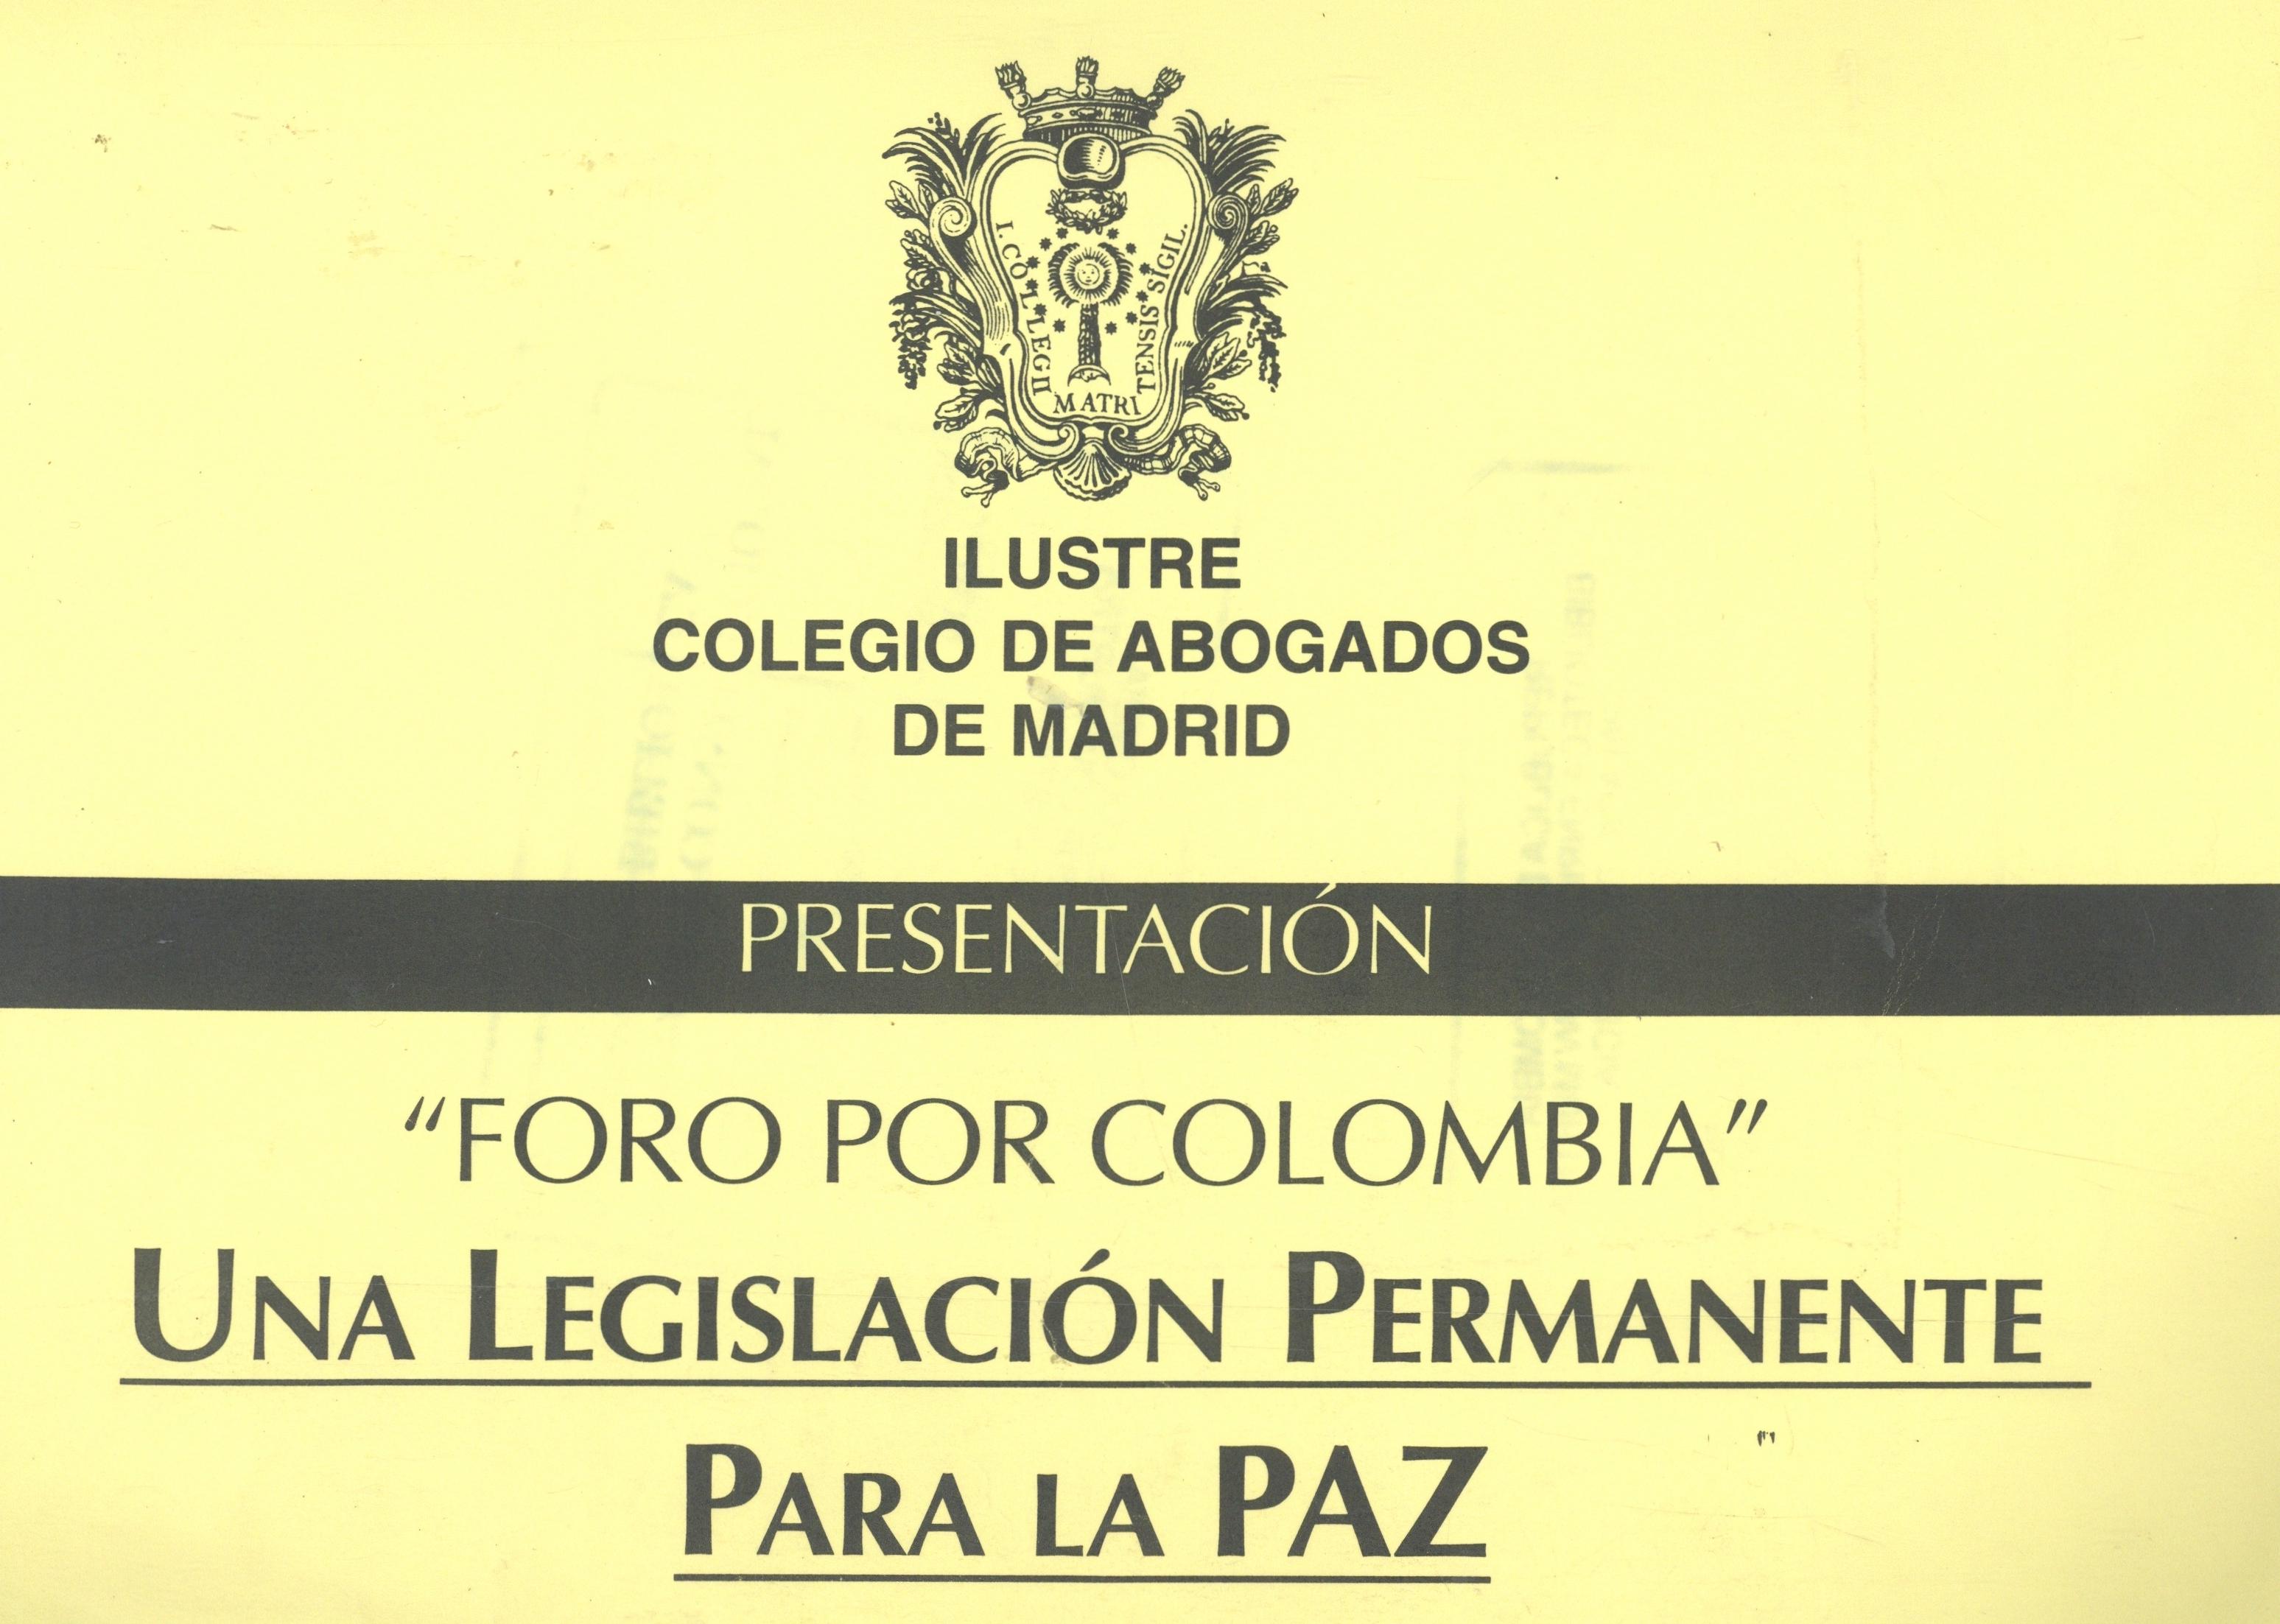 I. COLLEGII MATRITENSIS SIGIL.
ILUSTRE
COLEGIO DE ABOGADOS
DE MADRID
PRESENTACIÓN
“FORO POR COLOMBIA”
UNA LEGISLACIÓN PERMANENTE
PARA LA PAZ